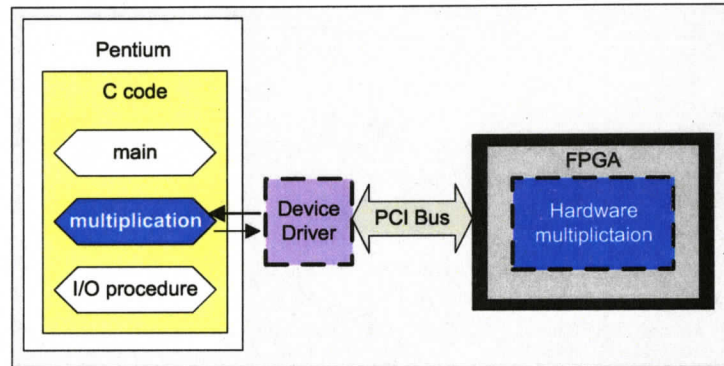 Pentium
C code
main
multiplication
I/O procedure
Device
Driver
PCI Bus
FPGA
Hardware
multiplictaion